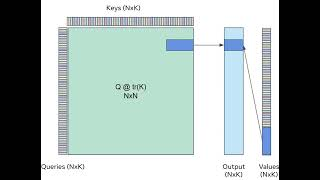 Keys (NxK)
Q @ tr(K)
NxN
Queries (NxK)
Output
(NxK)
Values
(NxK)